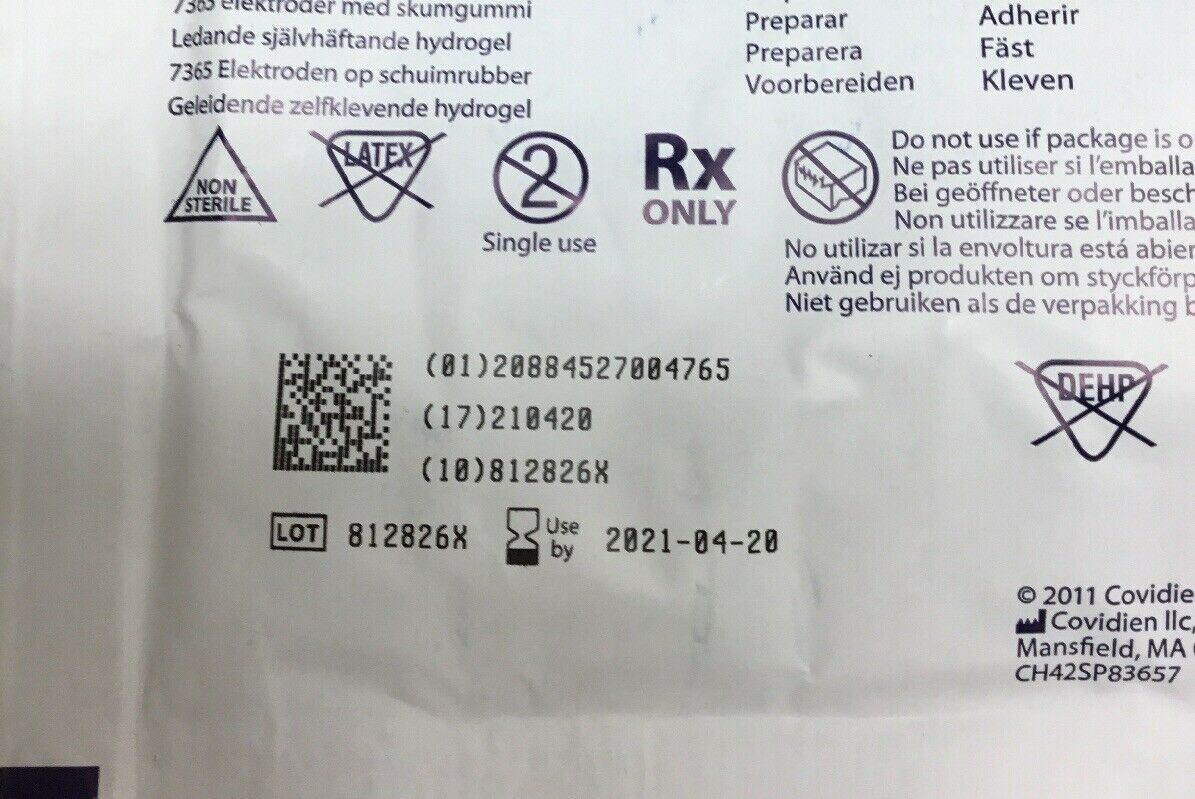 7365 elektroder med skumgummi
Ledande självhäftande hydrogel
7365 Elektroden op schuimrubber
Geleidende zelfklevende hydrogel
Preparar
Preparera
Voorbereiden
Adherir
Fäst
Kleven
NON
STERILE
LATEX
2
Single use
Rx
ONLY
Do not use if package is
Ne pas utiliser si l'emballa
Bei geöffneter oder besch
Non utilizzare se l'imballa
No utilizar si la envoltura está abier
Använd ej produkten om styckförp
Niet gebruiken als de verpakking
(01)20884527004765
(17)210420
(10)812826X
DEHP
LOT 812826X Use by 2021-04-20
© 2011 Covidie
Covidien llc,
Mansfield, MA
CH42SP83657